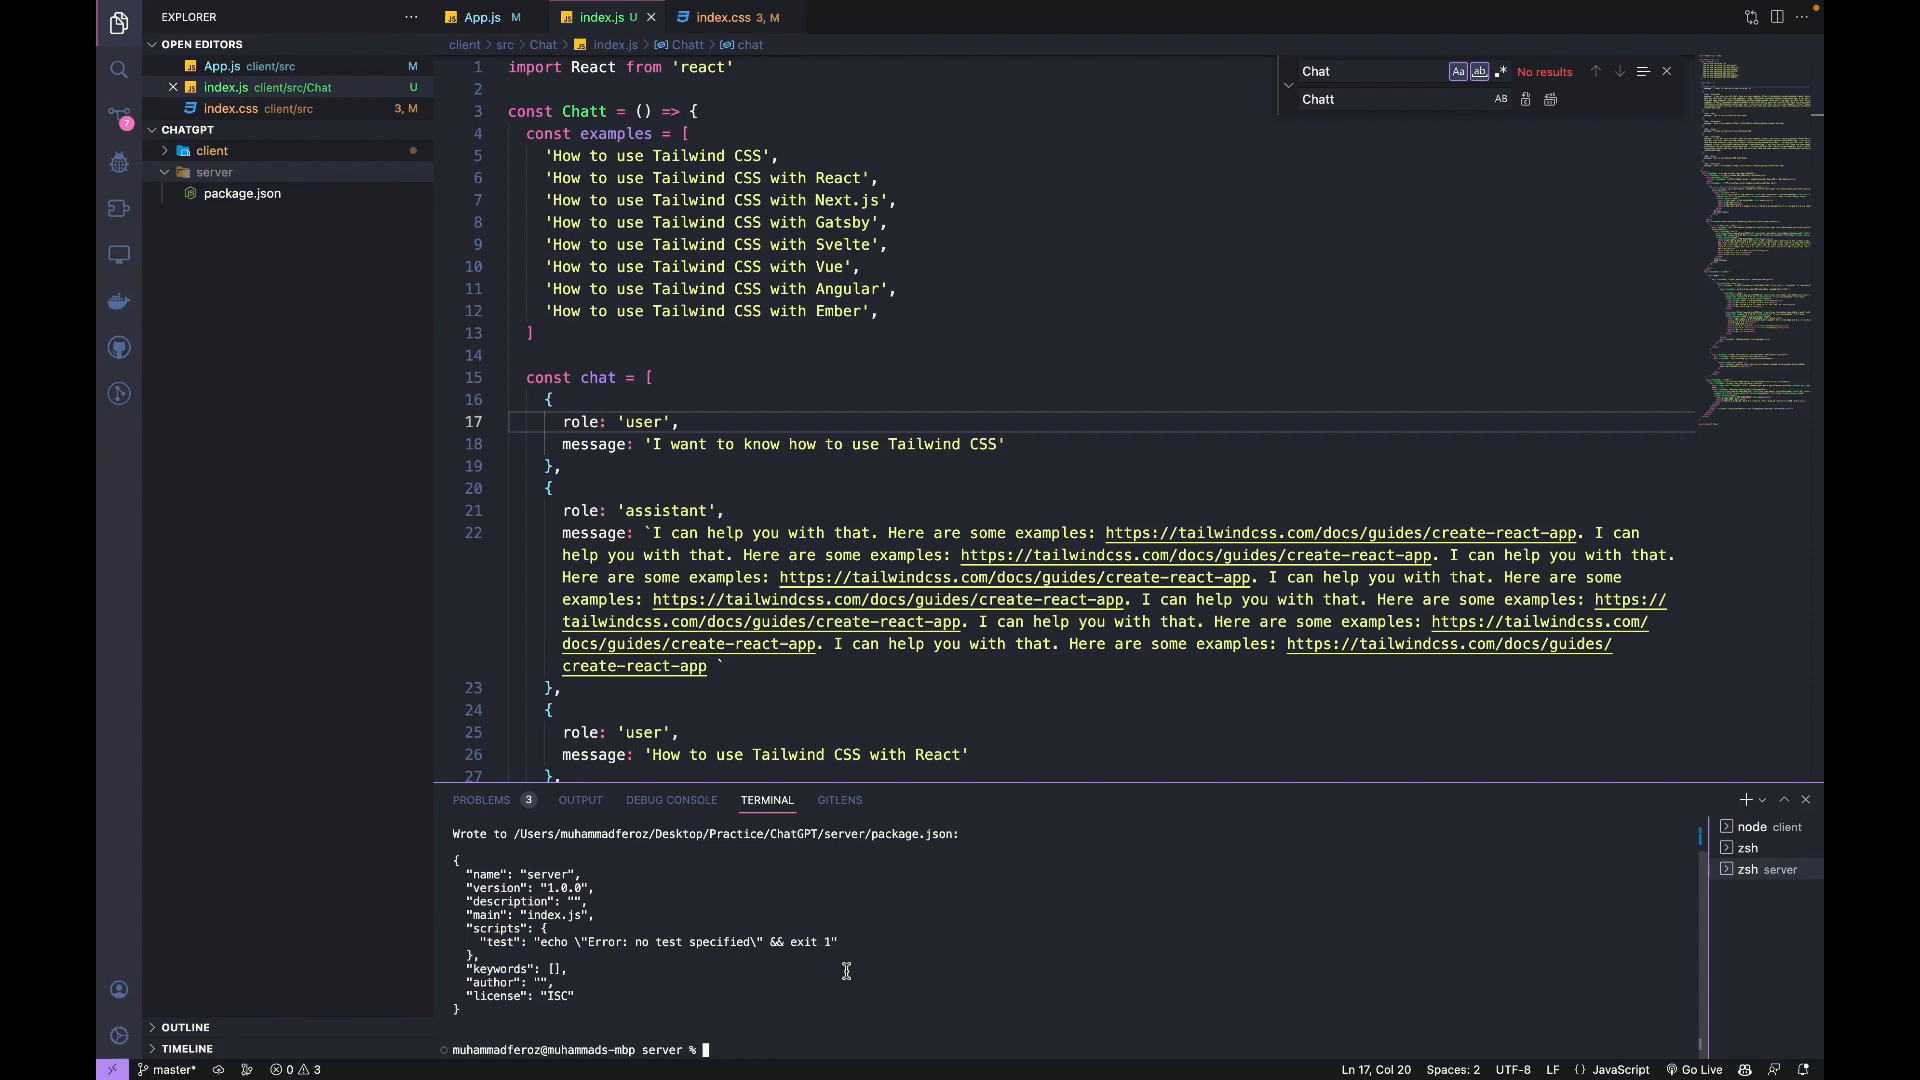 EXPLORER
App.js M
index.js U
index.css 3, M
OPEN EDITORS
App.js client/src M
index.js client/src/Chat U
index.css client/src 3, M
CHATGPT
client
server
package.json
OUTLINE
TIMELINE
client > src > Chat > index.js > Chatt > chat
Chat
Aa
ab
No results
Chatt
AB
1 import React from 'react'
2
3 const Chatt = () => {
4 const examples = [
5 'How to use Tailwind CSS',
6 'How to use Tailwind CSS with React',
7 'How to use Tailwind CSS with Next.js',
8 'How to use Tailwind CSS with Gatsby',
9 'How to use Tailwind CSS with Svelte',
10 'How to use Tailwind CSS with Vue',
11 'How to use Tailwind CSS with Angular',
12 'How to use Tailwind CSS with Ember',
13 ]
14
15 const chat = [
16 {
17 role: 'user',
18 message: 'I want to know how to use Tailwind CSS'
19 },
20 {
21 role: 'assistant',
22 message: `I can help you with that. Here are some examples: https://tailwindcss.com/docs/guides/create-react-app. I can
help you with that. Here are some examples: https://tailwindcss.com/docs/guides/create-react-app. I can help you with that.
Here are some examples: https://tailwindcss.com/docs/guides/create-react-app. I can help you with that. Here are some
examples: https://tailwindcss.com/docs/guides/create-react-app. I can help you with that. Here are some examples: https://
tailwindcss.com/docs/guides/create-react-app. I can help you with that. Here are some examples: https://tailwindcss.com/
docs/guides/create-react-app. I can help you with that. Here are some examples: https://tailwindcss.com/docs/guides/
create-react-app `
23 },
24 {
25 role: 'user',
26 message: 'How to use Tailwind CSS with React'
27 },
PROBLEMS 3 OUTPUT DEBUG CONSOLE TERMINAL GITLENS
Wrote to /Users/muhammadferoz/Desktop/Practice/ChatGPT/server/package.json:
{
"name": "server",
"version": "1.0.0",
"description": "",
"main": "index.js",
"scripts": {
"test": "echo \"Error: no test specified\" && exit 1"
},
"keywords": [],
"author": "",
"license": "ISC"
}
muhammadferoz@muhammads-mbp server %
node client
zsh
zsh server
7
master* 0 3 Ln 17, Col 20 Spaces: 2 UTF-8 LF {} JavaScript Go Live